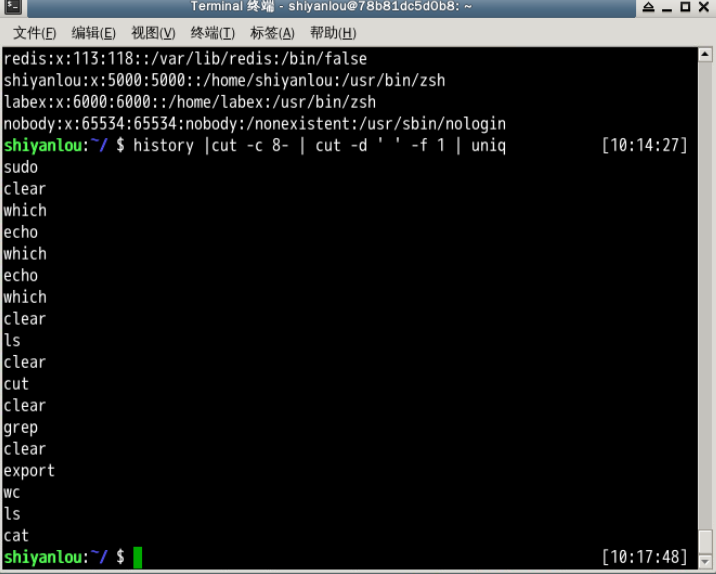 Terminal 终端 - shiyanlou@78b81dc5d0b8: ~
文件(F) 编辑(E) 视图(V) 终端(T) 标签(A) 帮助(H)
redis:x:113:118::/var/lib/redis:/bin/false
shiyanlou:x:5000:5000::/home/shiyanlou:/usr/bin/zsh
labex:x:6000:6000::/home/labex:/usr/bin/zsh
nobody:x:65534:65534:nobody:/nonexistent:/usr/sbin/nologin
shiyanlou:~/ $ history |cut -c 8- | cut -d ' ' -f 1 | uniq [10:14:27]
sudo
clear
which
echo
which
echo
which
clear
ls
clear
cut
clear
grep
clear
export
wc
ls
cat
shiyanlou:~/ $ [10:17:48]